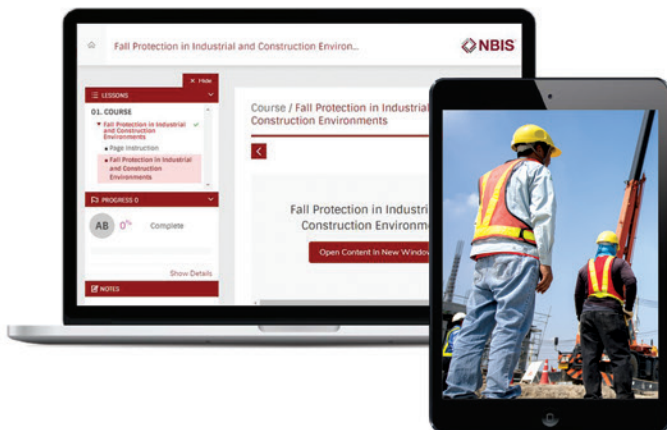 Fall Protection in Industrial and Construction Environ...
NBIS
× Hide
LESSONS
01. COURSE
Fall Protection in Industrial
and Construction
Environments
Page Instruction
Fall Protection in Industrial
and Construction
Environments
PROGRESS 0
AB 0% Complete
Show Details
NOTES
Course / Fall Protection in Industrial
Construction Environments
Fall Protection in Industri
Construction Environm
Open Content In New Window